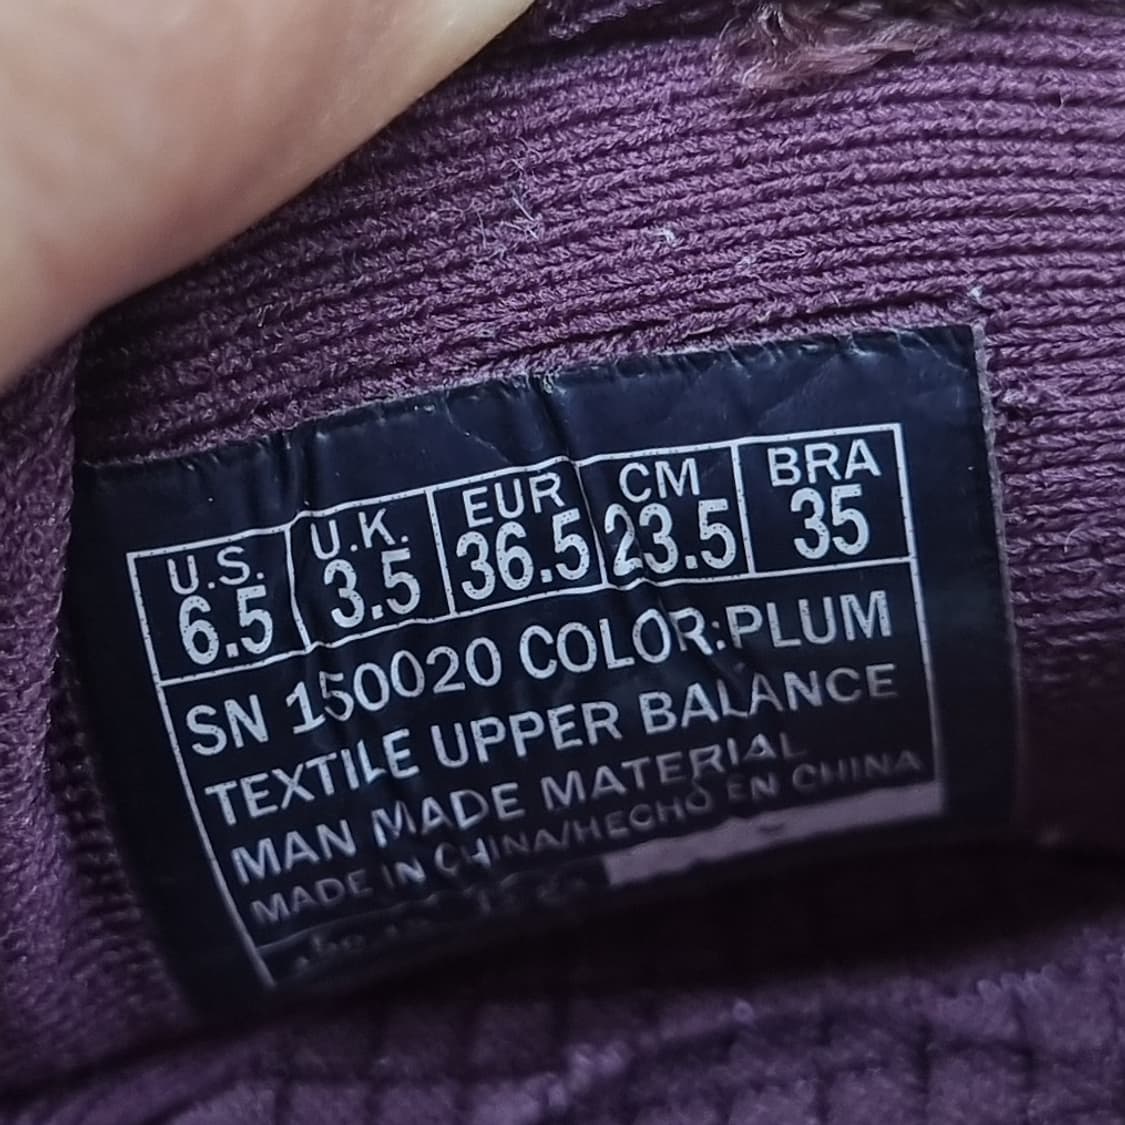 U.S. U.K. EUR CM BRA
6.5 3.5 36.5 23.5 35
SN 150020 COLOR:PLUM
TEXTILE UPPER BALANCE
MAN MADE MATERIAL
MADE IN CHINA/HECHO EN CHINA